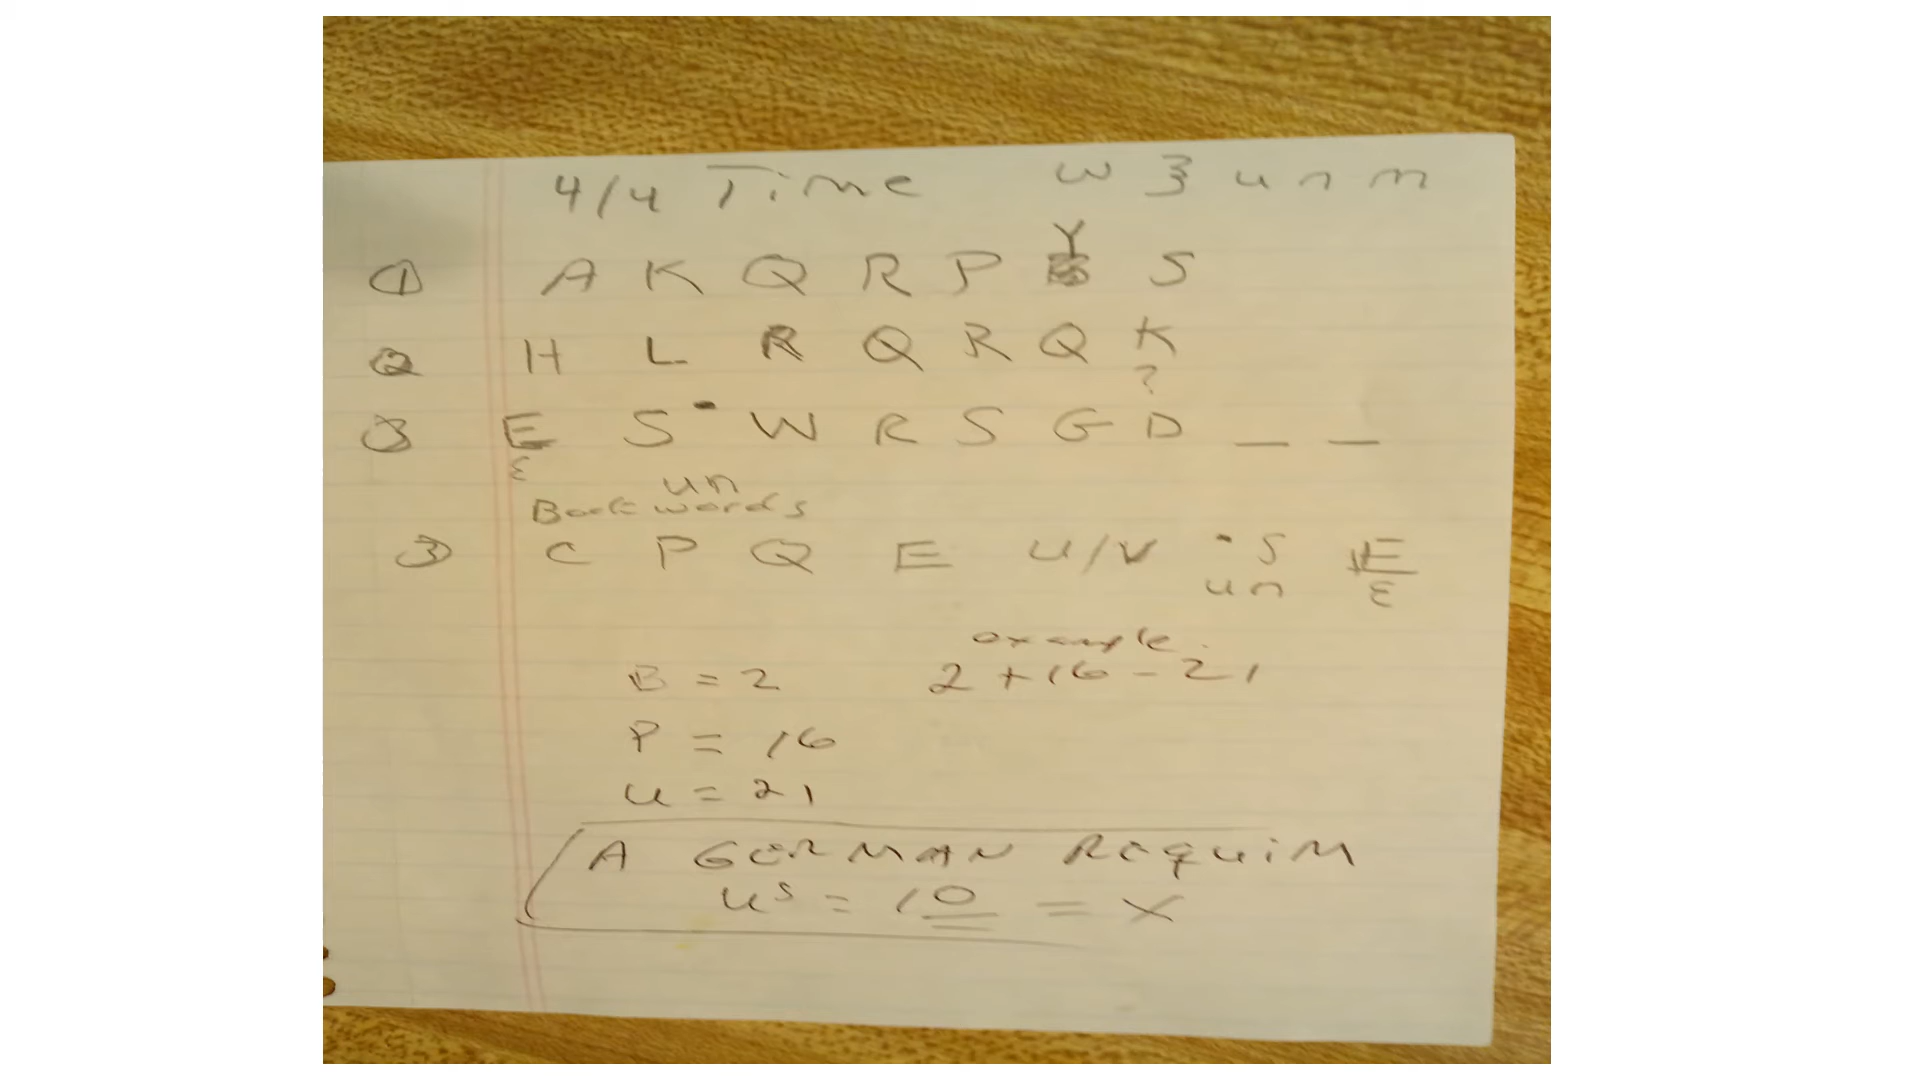 4/4 Time W 3 u n m
Y
① A K Q R P S
② H L R Q R Q K
?
③ E S · W R S G D _ _
ε
un
Backwords
③ C P Q E U/V · S E
un ε
example
B = 2 2 + 16 - 21
P = 16
U = 21
A GERMAN REQUIM
U S = 10 = X